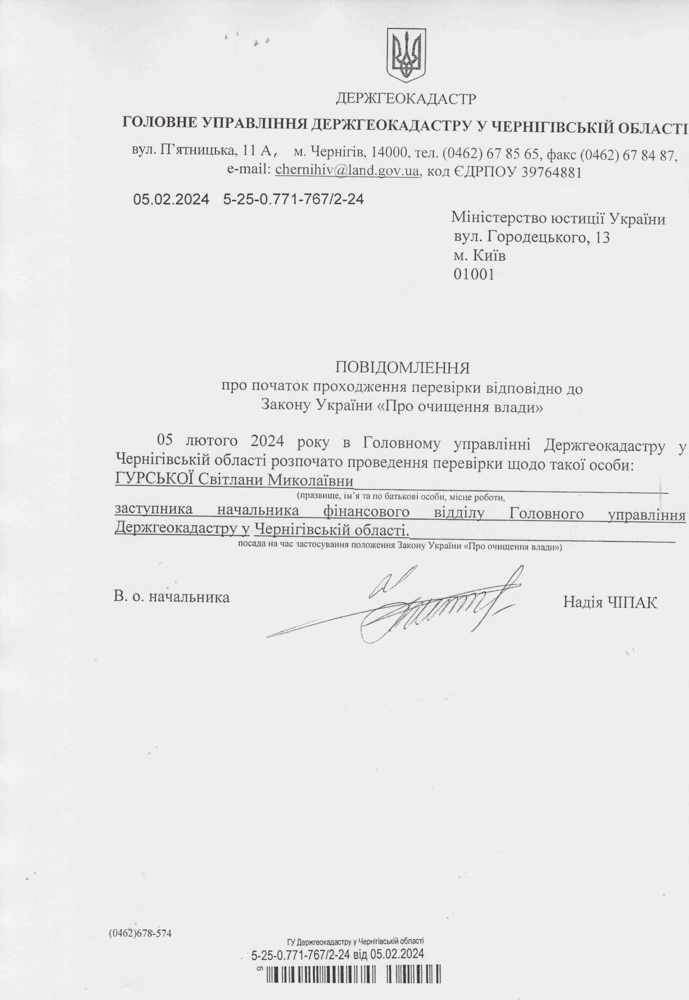 ДЕРЖГЕОКАДАСТР
ГОЛОВНЕ УПРАВЛІННЯ ДЕРЖГЕОКАДАСТРУ У ЧЕРНІГІВСЬКІЙ ОБЛАСТІ
вул. П’ятницька, 11 А, м. Чернігів, 14000, тел. (0462) 67 85 65, факс (0462) 67 84 87,
e-mail: chernihiv@land.gov.ua, код ЄДРПОУ 39764881
05.02.2024 5-25-0.771-767/2-24
Міністерство юстиції України
вул. Городецького, 13
м. Київ
01001
ПОВІДОМЛЕННЯ
про початок проходження перевірки відповідно до
Закону України «Про очищення влади»
05 лютого 2024 року в Головному управлінні Держгеокадастру у
Чернігівській області розпочато проведення перевірки щодо такої особи:
ГУРСЬКОЇ Світлани Миколаївни
(празвище, ім’я та по батькові особи, місце роботи,
заступника начальника фінансового відділу Головного управління
Держгеокадастру у Чернігівській області.
посада на час застосування положення Закону України «Про очищення влади»)
В. о. начальника
Надія ЧІПАК
(0462)678-574
ГУ Держгеокадастру у Чернігівській області
5-25-0.771-767/2-24 від 05.02.2024
СП